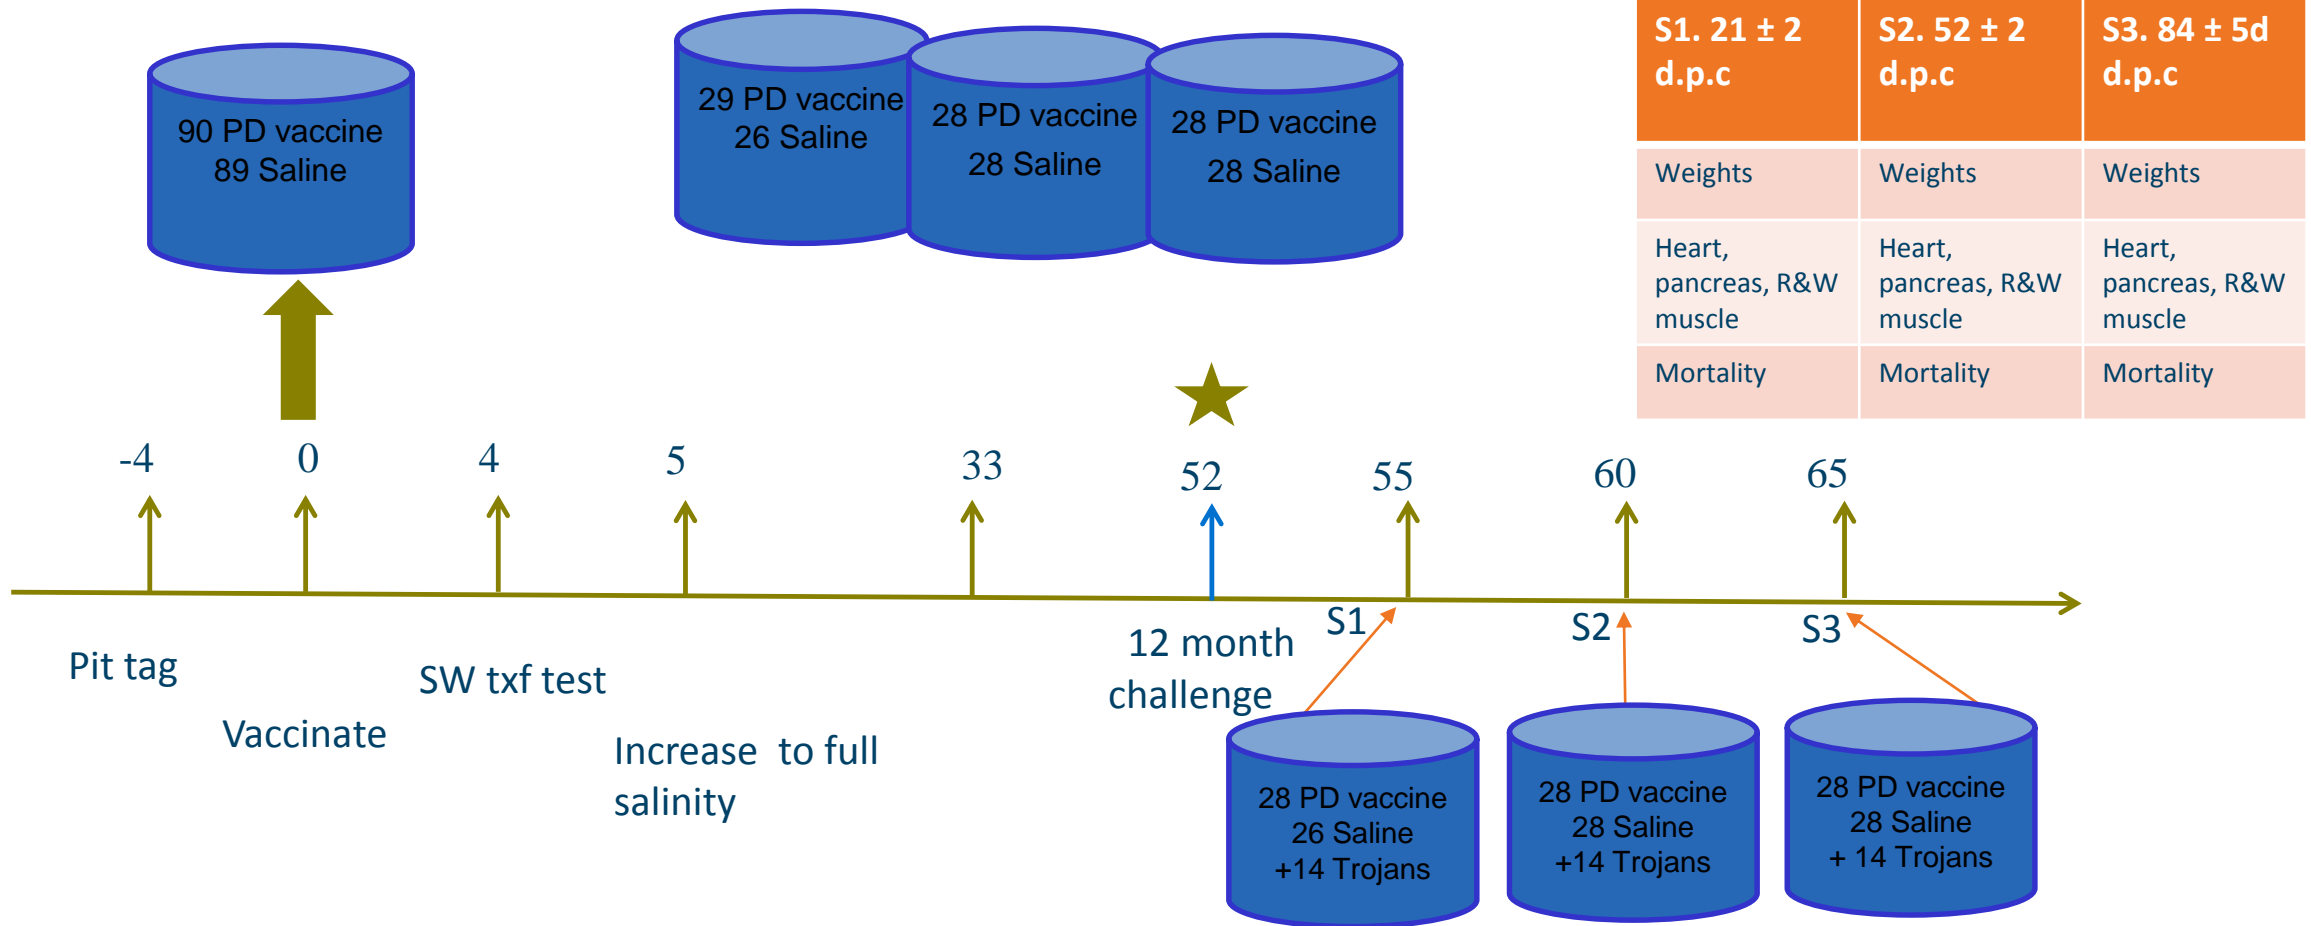 90 PD vaccine
89 Saline
29 PD vaccine
26 Saline
28 PD vaccine
28 Saline
28 PD vaccine
28 Saline
S1. 21 ± 2
d.p.c
S2. 52 ± 2
d.p.c
S3. 84 ± 5d
d.p.c
Weights
Weights
Weights
Heart,
pancreas, R&W
muscle
Heart,
pancreas, R&W
muscle
Heart,
pancreas, R&W
muscle
Mortality
Mortality
Mortality
-4
0
4
5
33
52
55
60
65
Pit tag
Vaccinate
SW txf test
Increase to full
salinity
12 month
challenge
S1
S2
S3
28 PD vaccine
26 Saline
+14 Trojans
28 PD vaccine
28 Saline
+14 Trojans
28 PD vaccine
28 Saline
+ 14 Trojans